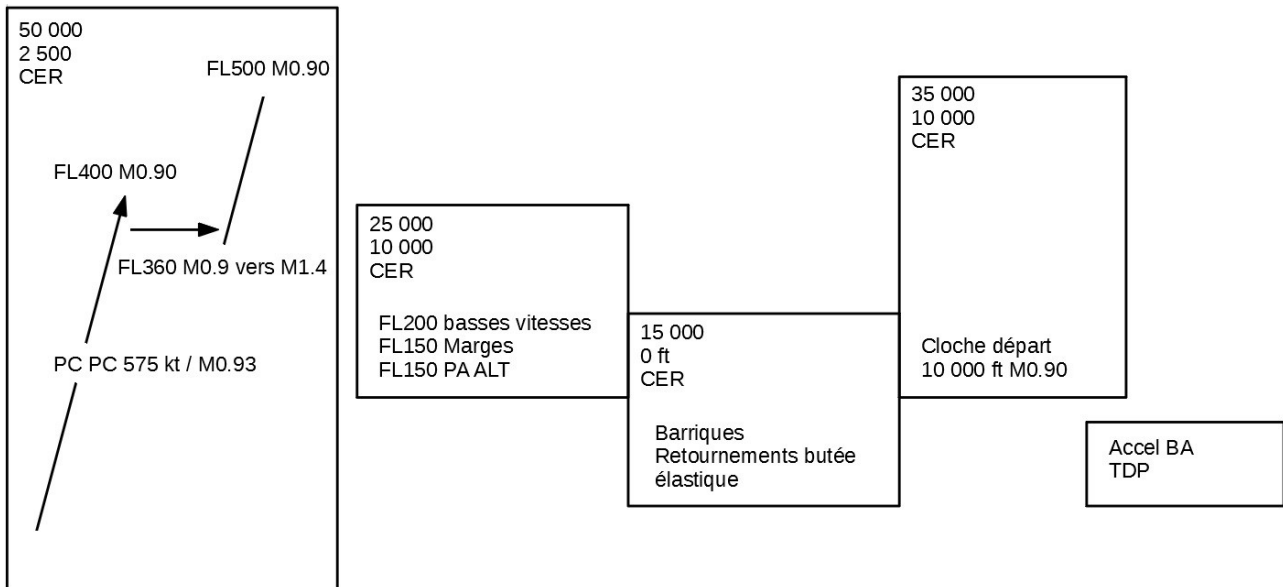 50 000
2 500
CER
FL500 M0.90
FL400 M0.90
FL360 M0.9 vers M1.4
PC PC 575 kt / M0.93
25 000
10 000
CER
FL200 basses vitesses
FL150 Marges
FL150 PA ALT
15 000
0 ft
CER
Barriques
Retournements butée
élastique
35 000
10 000
CER
Cloche départ
10 000 ft M0.90
Accel BA
TDP